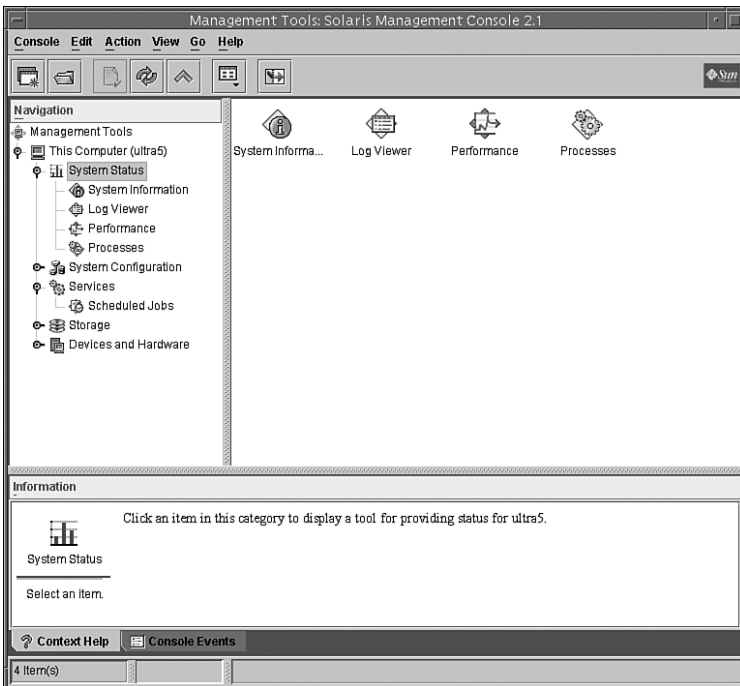 Management Tools: Solaris Management Console 2.1
Console Edit Action View Go Help
Sun
Navigation
Management Tools
This Computer (ultra5)
System Status
System Information
Log Viewer
Performance
Processes
System Configuration
Services
Scheduled Jobs
Storage
Devices and Hardware
System Informa... Log Viewer Performance Processes
Information
Click an item in this category to display a tool for providing status for ultra5.
System Status
Select an item.
Context Help Console Events
4 Item(s)